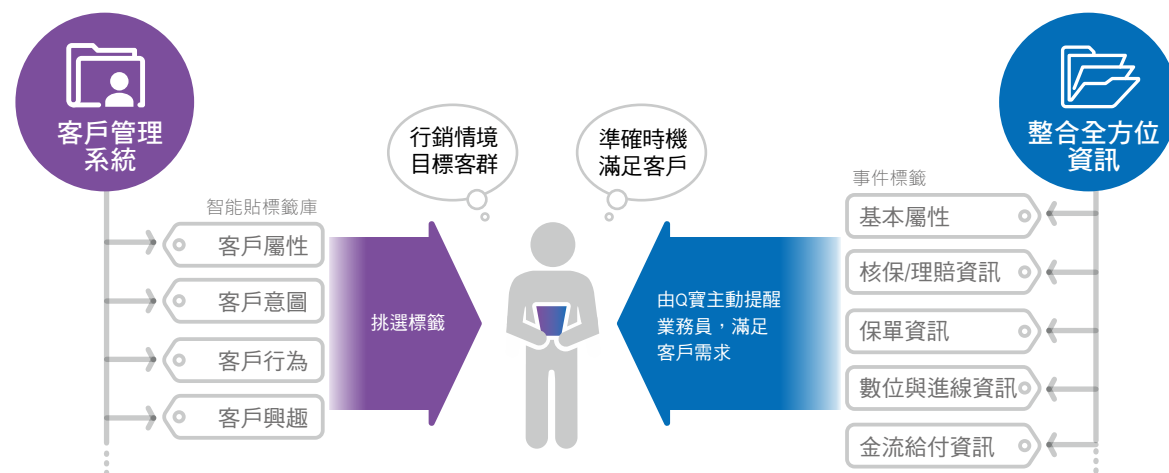 客戶管理
系統
智能貼標籤庫
客戶屬性
客戶意圖
客戶行為
客戶興趣
挑選標籤
行銷情境
目標客群
準確時機
滿足客戶
由Q寶主動提醒
業務員，滿足
客戶需求
整合全方位
資訊
事件標籤
基本屬性
核保/理賠資訊
保單資訊
數位與進線資訊
金流給付資訊